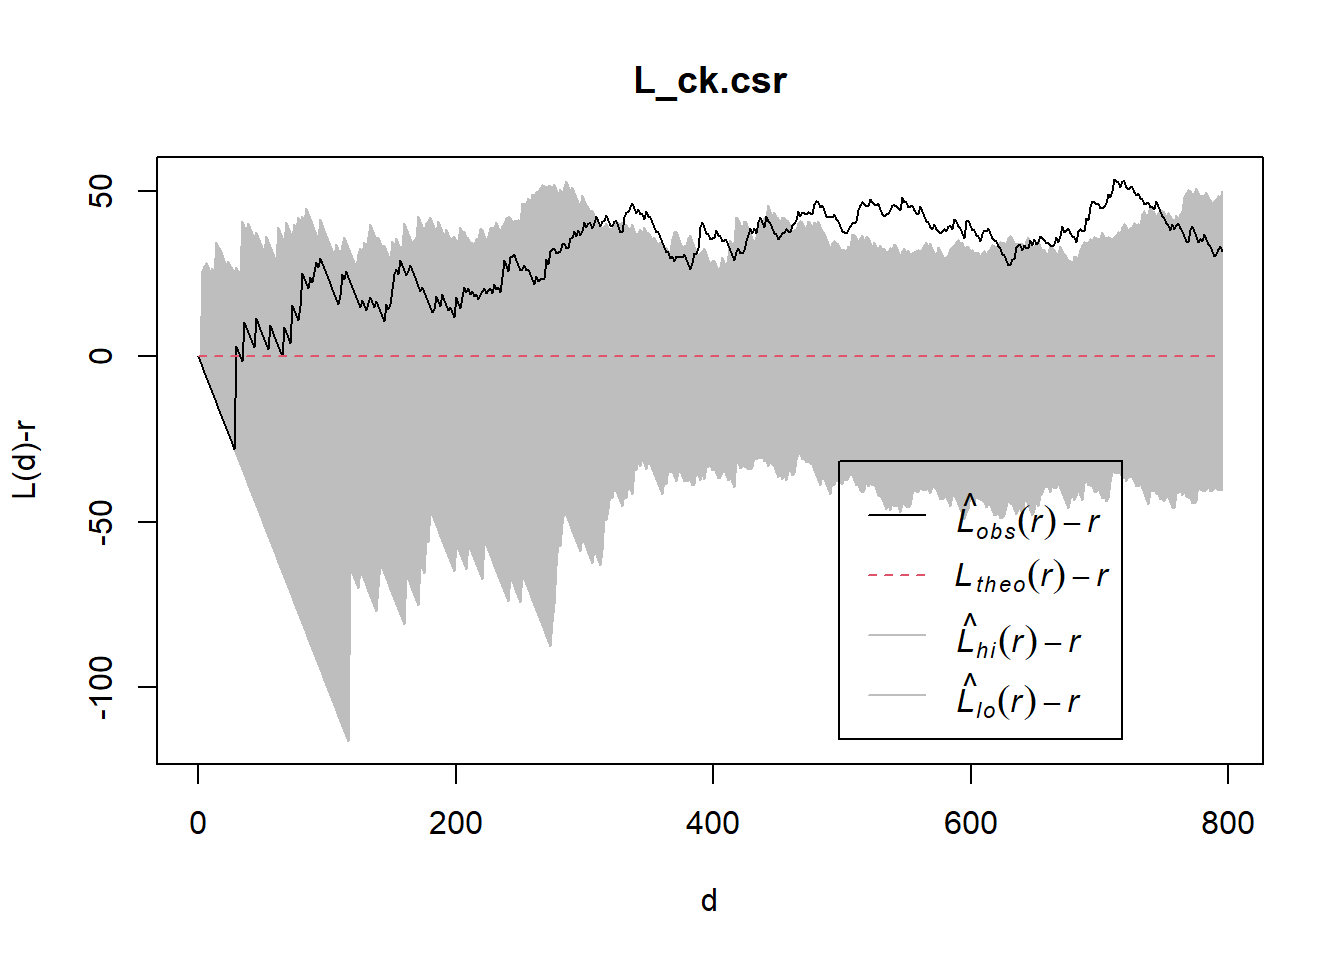 L_ck.csr
L(d)-r
50
0
-50
-100
0 200 400 600 800
d
L̂obs(r) – r
Ltheo(r) – r
L̂hi(r) – r
L̂lo(r) – r